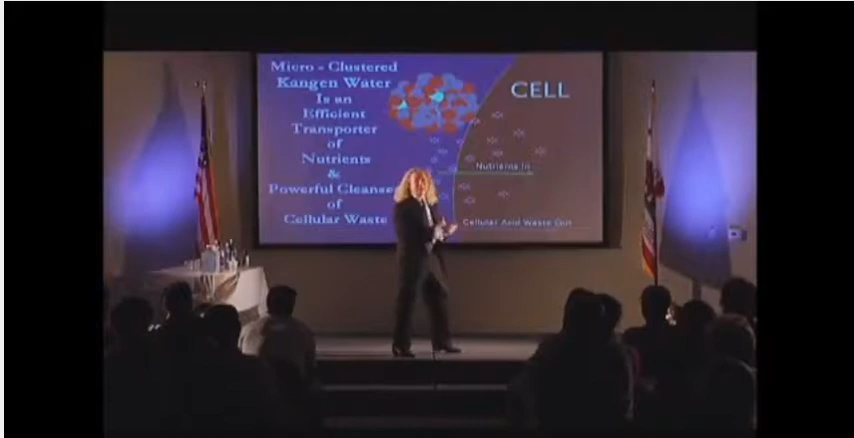 Micro - Clustered
Kangen Water
Is an
Efficient
Transporter
of
Nutrients
&
Powerful Cleanse
of
Cellular Waste
CELL
Nutrients In
Cellular Acid Waste Out